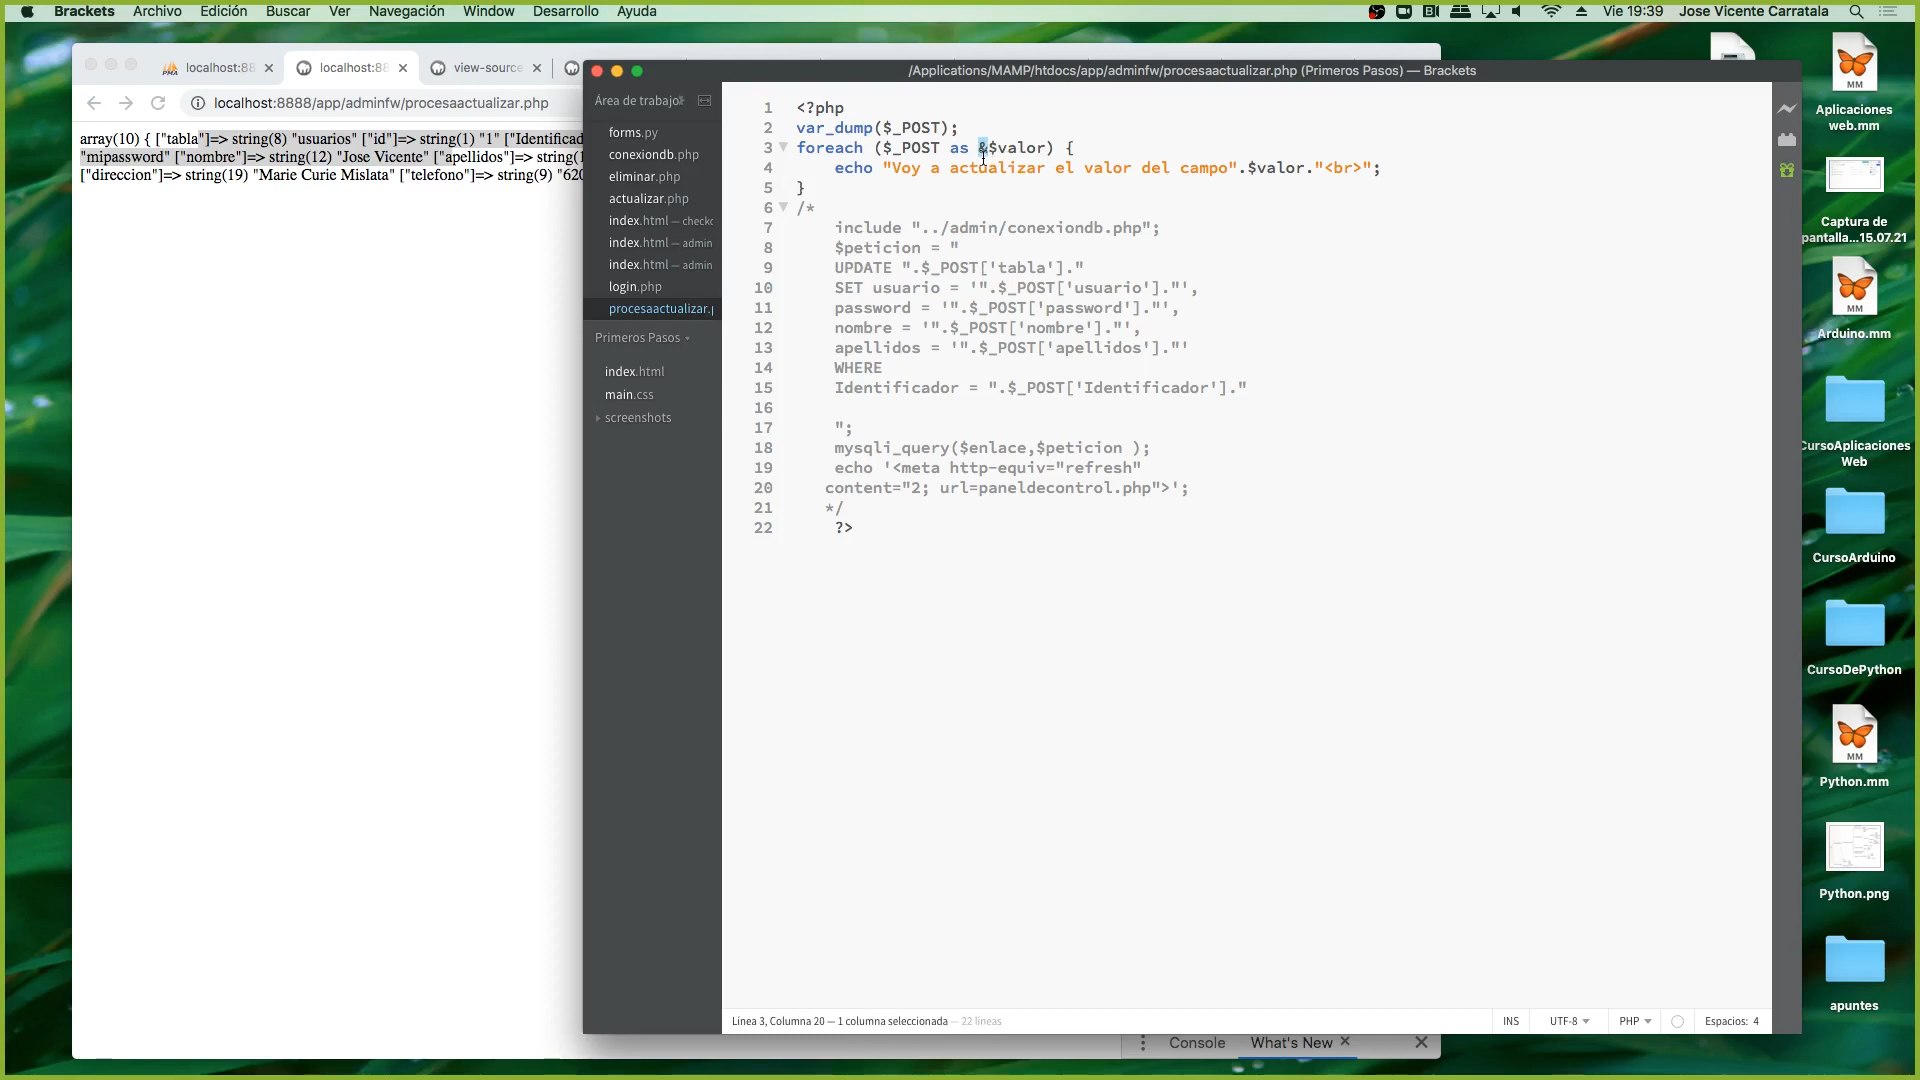 Brackets Archivo Edición Buscar Ver Navegación Window Desarrollo Ayuda
Vie 19:39 Jose Vicente Carratala
localhost:88
localhost:88
view-source
localhost:8888/app/adminfw/procesaactualizar.php
array(10) { ["tabla"]=> string(8) "usuarios" ["id"]=> string(1) "1" ["Identificad
"mipassword" ["nombre"]=> string(12) "Jose Vicente" ["apellidos"]=> string(1
["direccion"]=> string(19) "Marie Curie Mislata" ["telefono"]=> string(9) "620
/Applications/MAMP/htdocs/app/adminfw/procesaactualizar.php (Primeros Pasos) — Brackets
Área de trabajo
forms.py
conexiondb.php
eliminar.php
actualizar.php
index.html — checkc
index.html — admin
index.html — admin
login.php
procesaactualizar.p
Primeros Pasos
index.html
main.css
screenshots
1 <?php
2 var_dump($_POST);
3 foreach ($_POST as &$valor) {
4 echo "Voy a actualizar el valor del campo".$valor."<br>";
5 }
6 /*
7 include "../admin/conexiondb.php";
8 $peticion = "
9 UPDATE ".$_POST['tabla']."
10 SET usuario = '".$_POST['usuario']."',
11 password = '".$_POST['password']."',
12 nombre = '".$_POST['nombre']."',
13 apellidos = '".$_POST['apellidos']."'
14 WHERE
15 Identificador = ".$_POST['Identificador']."
16
17 ";
18 mysqli_query($enlace,$peticion );
19 echo '<meta http-equiv="refresh"
20 content="2; url=paneldecontrol.php">';
21 */
22 ?>
Línea 3, Columna 20 — 1 columna seleccionada — 22 líneas
INS UTF-8 PHP Espacios: 4
Console What's New
MM
Aplicaciones
web.mm
Captura de
pantalla...15.07.21
MM
Arduino.mm
CursoAplicaciones
Web
CursoArduino
CursoDePython
MM
Python.mm
Python.png
apuntes